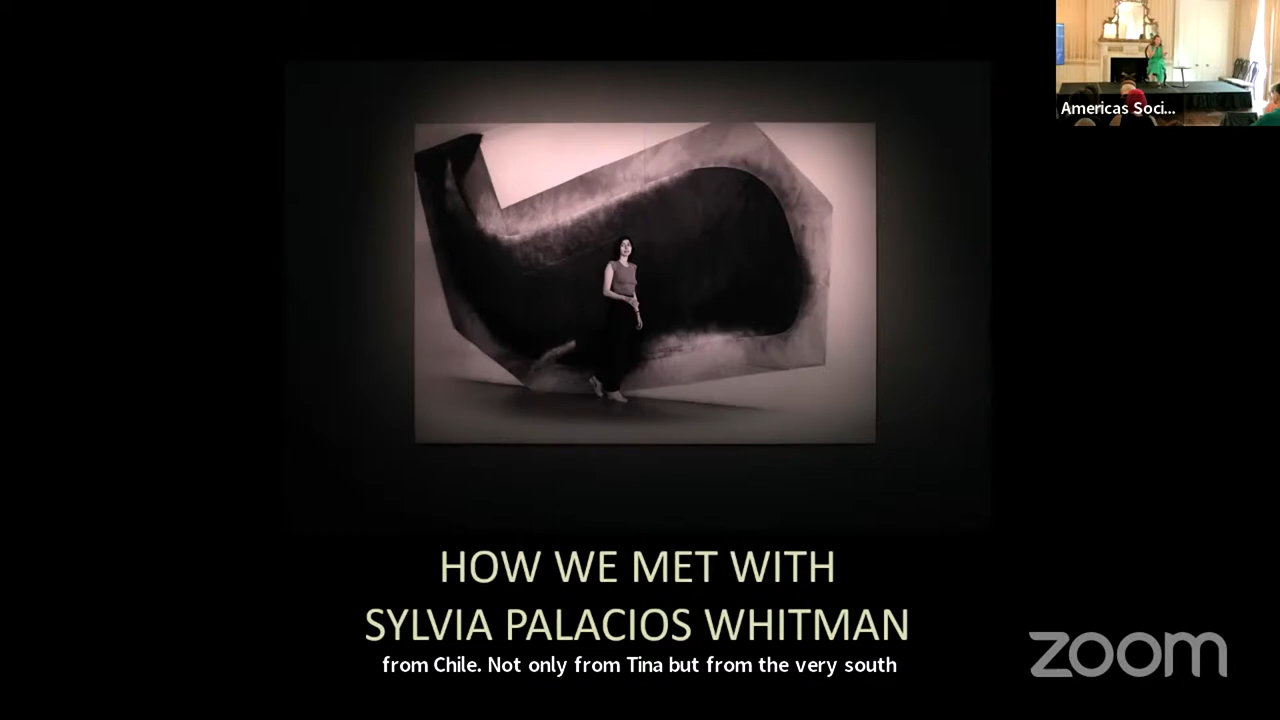 Americas Soci...
HOW WE MET WITH
SYLVIA PALACIOS WHITMAN
from Chile. Not only from Tina but from the very south
zoom